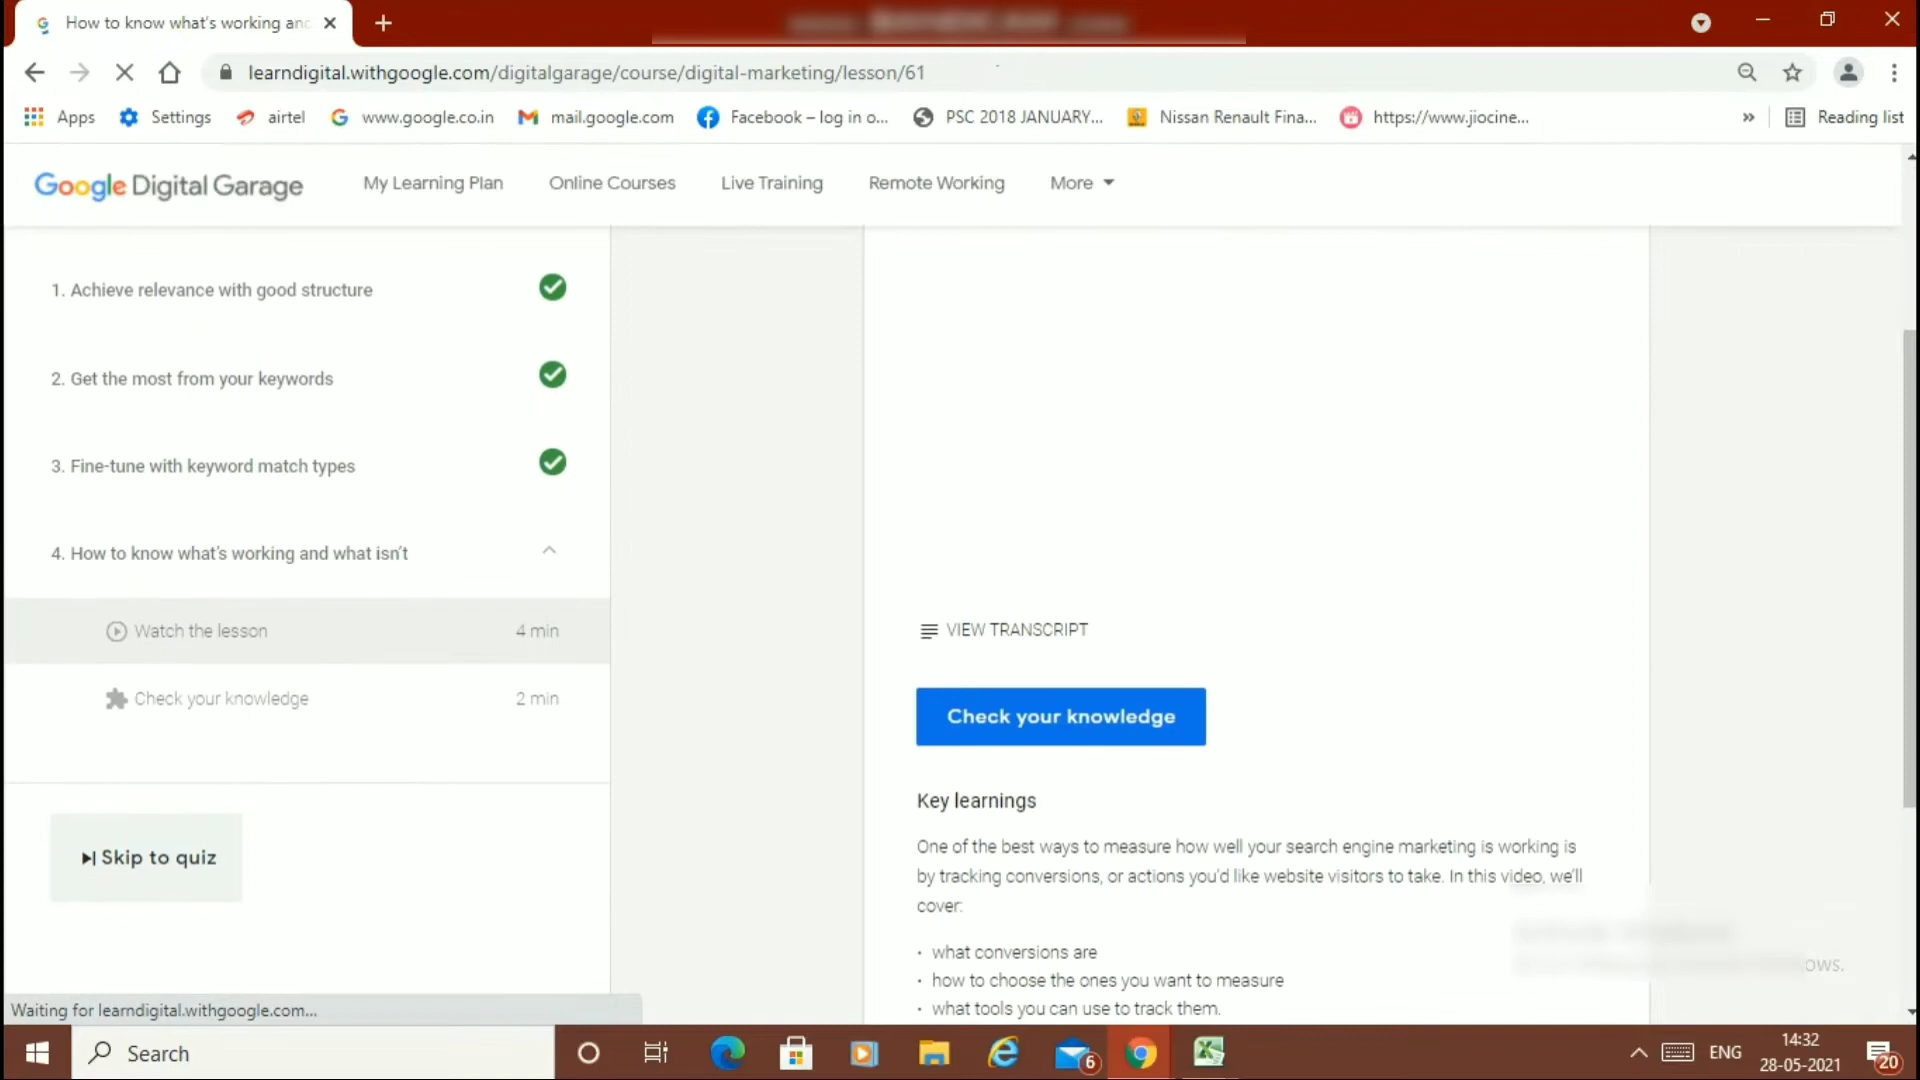 How to know what's working and
learndigital.withgoogle.com/digitalgarage/course/digital-marketing/lesson/61
Apps Settings airtel www.google.co.in mail.google.com Facebook – log in o... PSC 2018 JANUARY... Nissan Renault Fina... https://www.jiocine... » Reading list
Google Digital Garage My Learning Plan Online Courses Live Training Remote Working More
1. Achieve relevance with good structure
2. Get the most from your keywords
3. Fine-tune with keyword match types
4. How to know what's working and what isn't
Watch the lesson 4 min
Check your knowledge 2 min
Skip to quiz
VIEW TRANSCRIPT
Check your knowledge
Key learnings
One of the best ways to measure how well your search engine marketing is working is
by tracking conversions, or actions you'd like website visitors to take. In this video, we'll
cover:
• what conversions are
• how to choose the ones you want to measure
• what tools you can use to track them.
ows.
Waiting for learndigital.withgoogle.com...
Search 6 ENG 14:32
28-05-2021 20